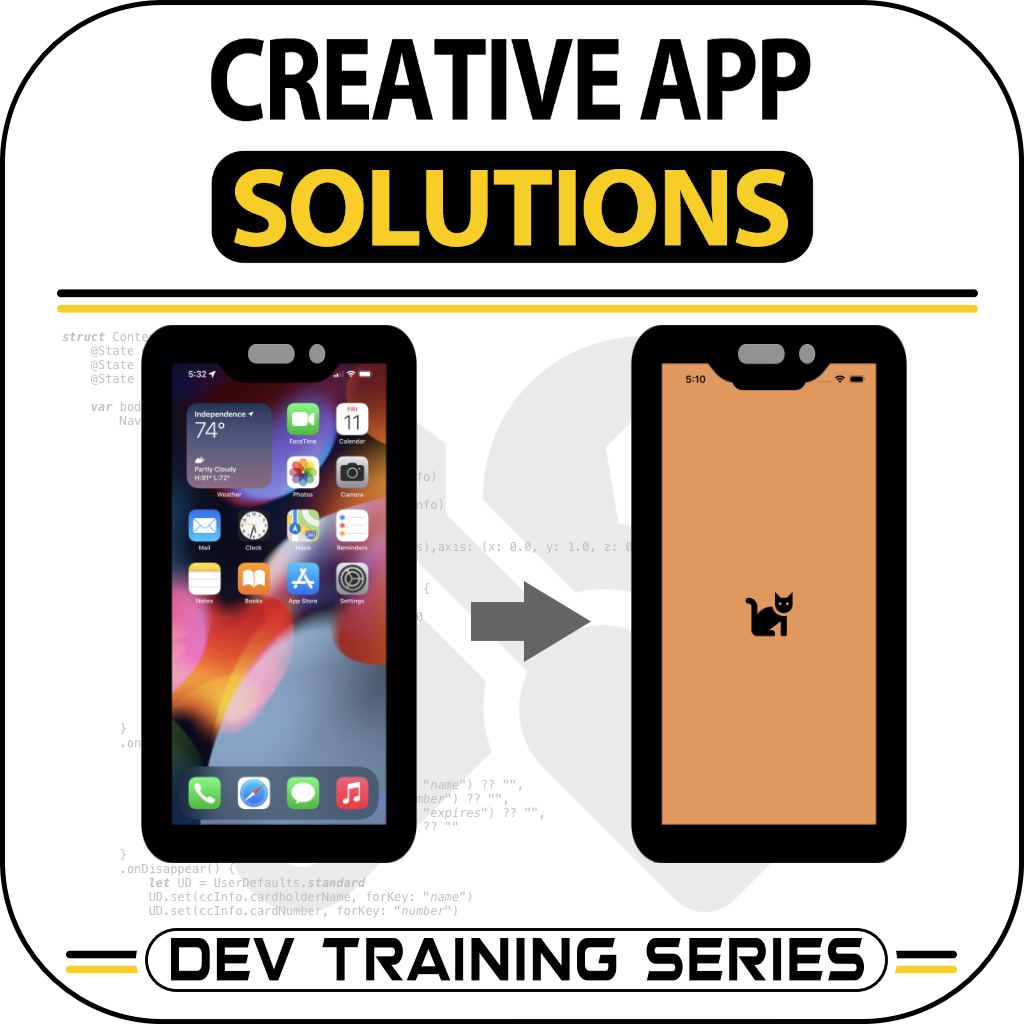 CREATIVE APP
SOLUTIONS
struct Conte
@State
@State
@State
var bod
Nav
fo)
nfo)
s),axis: (x: 0.0, y: 1.0, z: 0
{
0
}
.on
"name") ?? "",
mber") ?? "",
"expires") ?? "",
?? ""
}
.onDisappear() {
let UD = UserDefaults.standard
UD.set(ccInfo.cardholderName, forKey: "name")
UD.set(ccInfo.cardNumber, forKey: "number")
5:32
Independence
74°
Partly Cloudy
H:91° L:72°
Weather
FaceTime
FRI
11
Calendar
Photos
Camera
Mail
Clock
Maps
Reminders
Notes
Books
App Store
Settings
5:10
DEV TRAINING SERIES